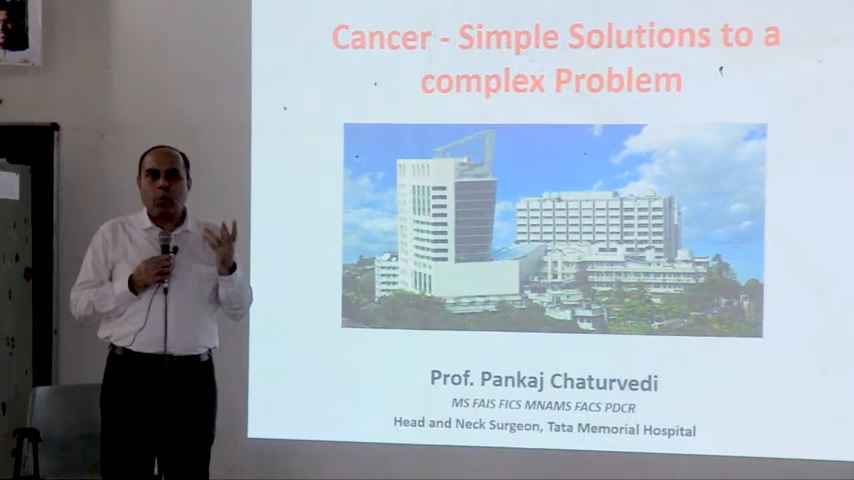 Cancer - Simple Solutions to a
complex Problem
Prof. Pankaj Chaturvedi
MS FAIS FICS MNAMS FACS PDCR
Head and Neck Surgeon, Tata Memorial Hospital